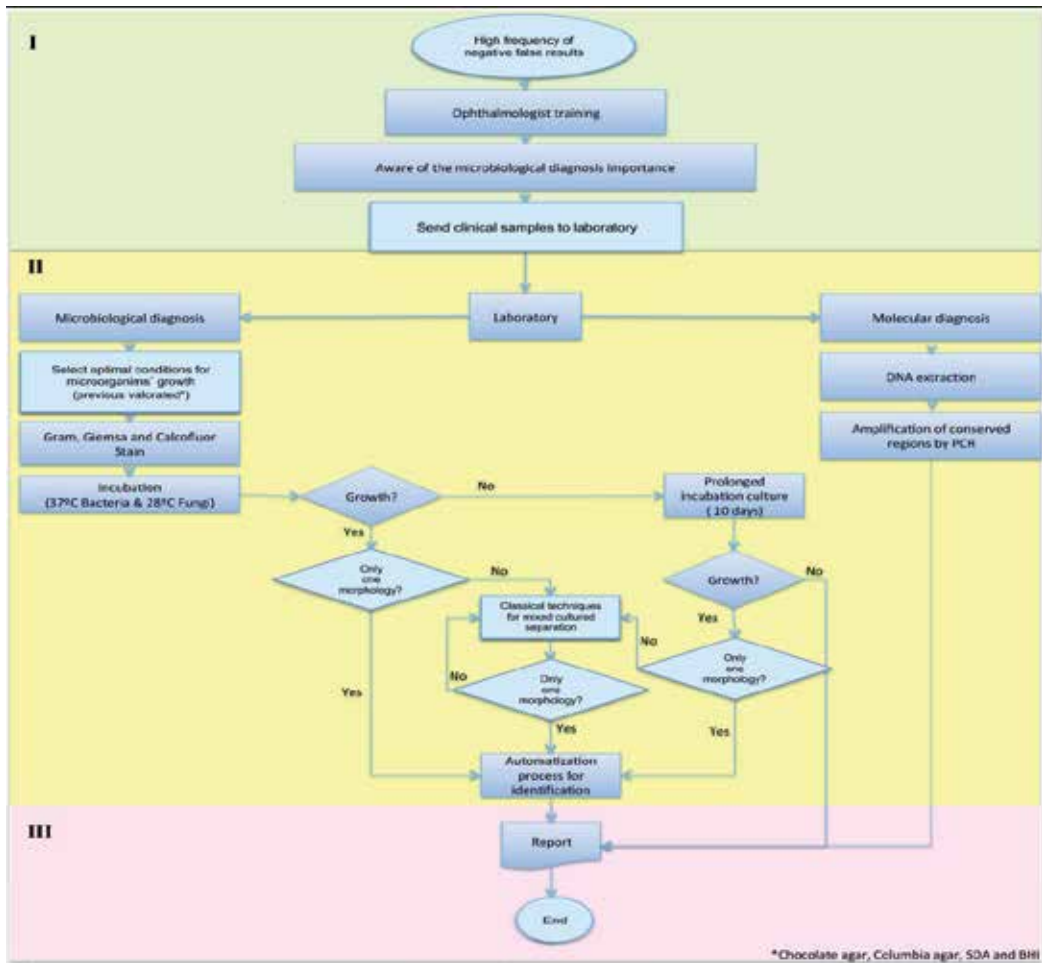 I
High frequency of
negative false results
Ophthalmologist training
Aware of the microbiological diagnosis importance
Send clinical samples to laboratory
II
Microbiological diagnosis
Laboratory
Molecular diagnosis
Select optimal conditions for
microorganims´ growth
(previous valorated*)
DNA extraction
Gram, Giemsa and Calcofluor
Stain
Amplification of conserved
regions by PCR
Incubation
(37ºC Bacteria & 28ºC Fungi)
Growth?
No
Prolonged
incubation culture
( 10 days)
Yes
Only
one
morphology?
No
Growth?
No
Classical techniques
for mixed cultured
separation
Yes
No
Only
one
morphology?
Yes
No
Only
one
morphology?
Yes
Yes
Automatization
process for
identification
III
Report
End
*Chocolate agar, Columbia agar, SDA and BHI